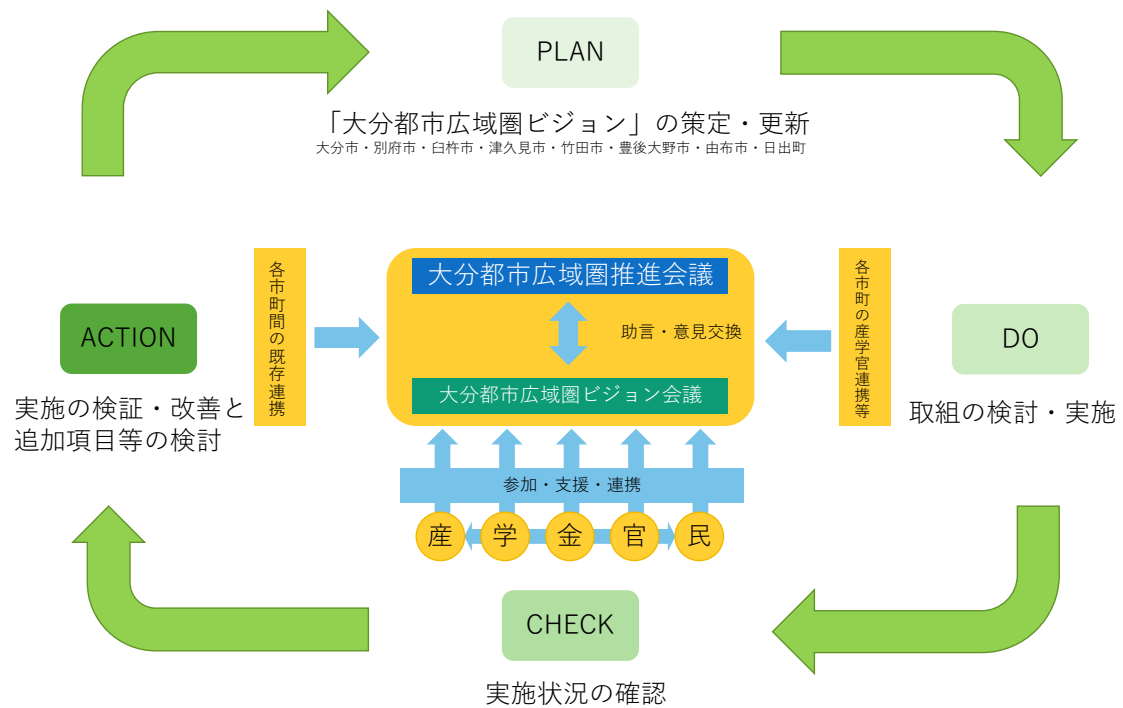 PLAN
「大分都市広域圏ビジョン」の策定・更新
大分市・別府市・臼杵市・津久見市・竹田市・豊後大野市・由布市・日出町
各市町間の既存連携
大分都市広域圏推進会議
助言・意見交換
大分都市広域圏ビジョン会議
各市町の産学官連携等
ACTION
実施の検証・改善と
追加項目等の検討
DO
取組の検討・実施
参加・支援・連携
産 学 金 官 民
CHECK
実施状況の確認